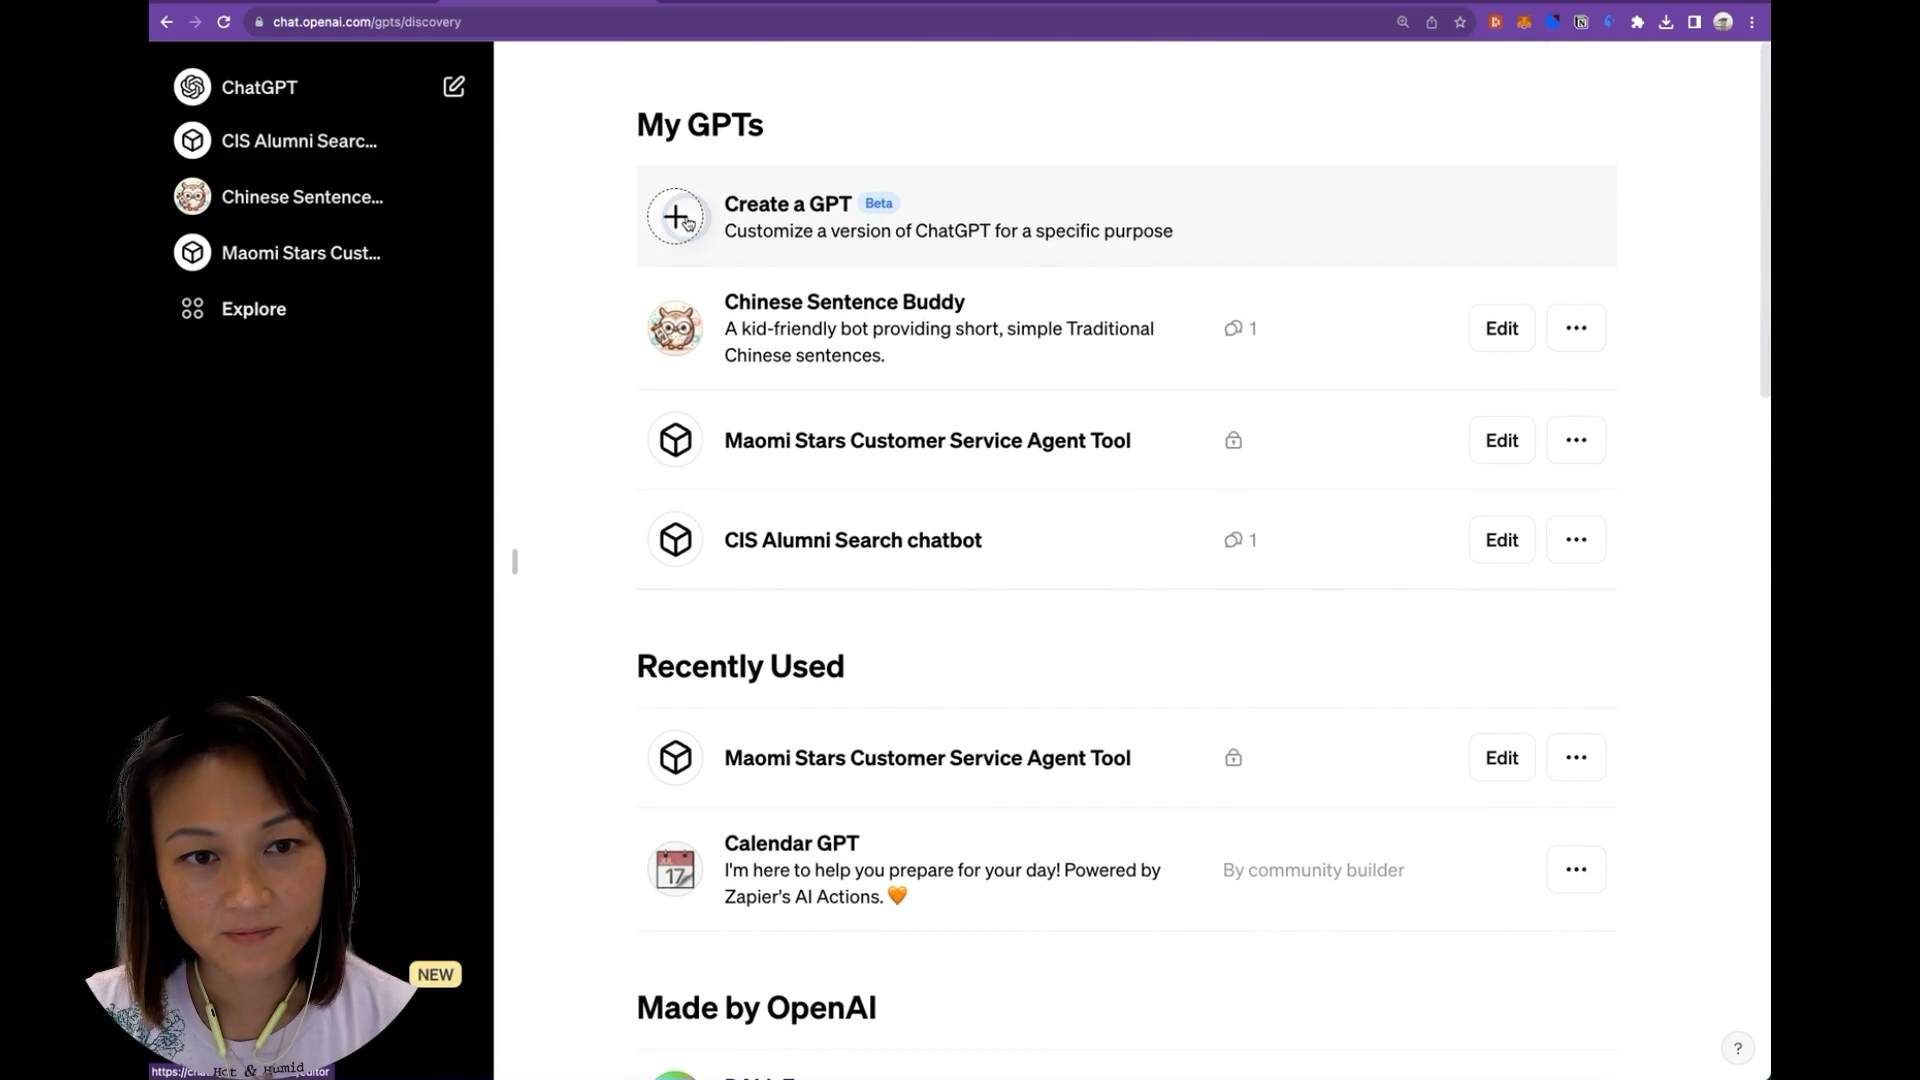 chat.openai.com/gpts/discovery
ChatGPT
CIS Alumni Searc...
Chinese Sentence...
Maomi Stars Cust...
Explore
My GPTs
Create a GPT Beta
Customize a version of ChatGPT for a specific purpose
Chinese Sentence Buddy
A kid-friendly bot providing short, simple Traditional
Chinese sentences.
1
Edit
Maomi Stars Customer Service Agent Tool
Edit
CIS Alumni Search chatbot
1
Edit
Recently Used
Maomi Stars Customer Service Agent Tool
Edit
Calendar GPT
I'm here to help you prepare for your day! Powered by
Zapier's AI Actions. 🧡
By community builder
17
Made by OpenAI
NEW
?
Hot & Humid